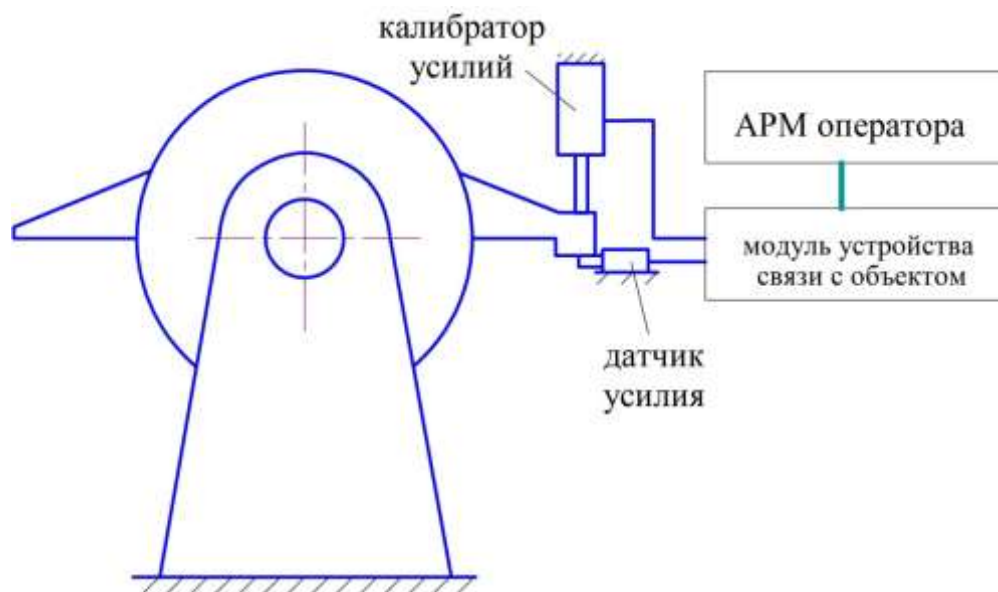 калибратор
усилий
АРМ оператора
модуль устройства
связи с объектом
датчик
усилия